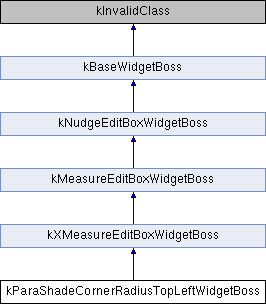 kInvalidClass
kBaseWidgetBoss
kNudgeEditBoxWidgetBoss
kMeasureEditBoxWidgetBoss
kXMeasureEditBoxWidgetBoss
kParaShadeCornerRadiusTopLeftWidgetBoss